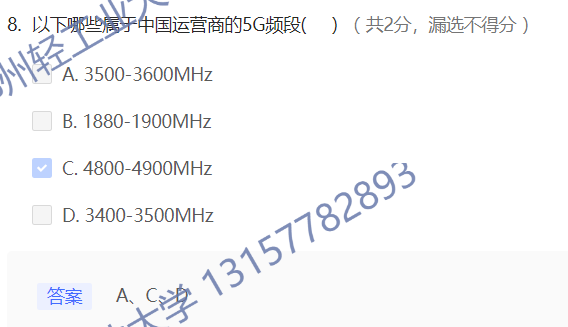 8. 以下哪些属于中国运营商的5G频段(   )（ 共2分，漏选不得分 ）
A. 3500-3600MHz
B. 1880-1900MHz
C. 4800-4900MHz
D. 3400-3500MHz
答案 A、C、D
州轻工业大
大学 13157782893